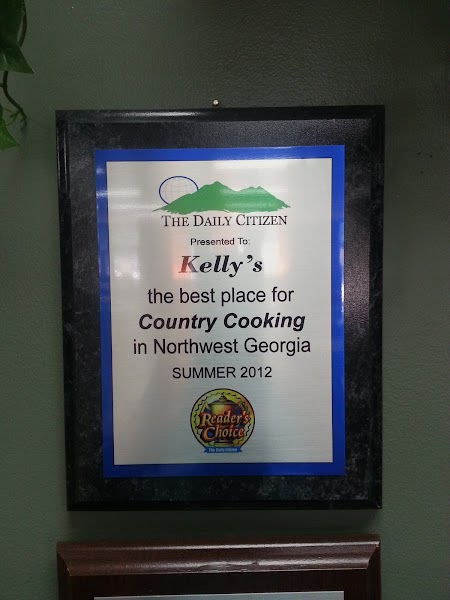 THE DAILY CITIZEN
Presented To:
Kelly's
the best place for
Country Cooking
in Northwest Georgia
SUMMER 2012
Reader's
Choice
The Daily Citizen